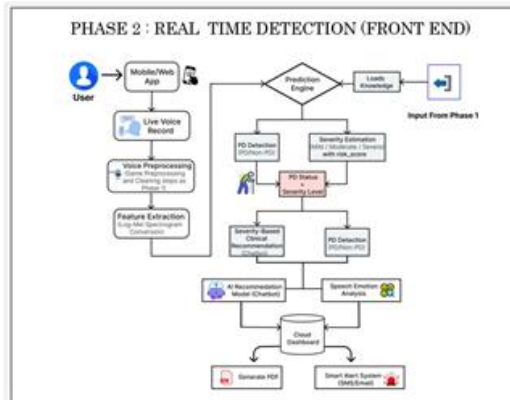 PHASE 2 : REAL TIME DETECTION (FRONT END)
User
Mobile/Web
App
Live Voice
Record
Voice Preprocessing
(Same Preprocessing
and Cleaning steps as
Phase 1)
Feature Extraction
(Log-Mel Spectrogram
Conversion)
Prediction
Engine
Loads
Knowledge
Input From Phase 1
PD Detection
(PD/Non-PD)
Severity Estimation
(Mild / Moderate / Severe)
with risk_score
PD Status
+
Severity Level
Severity-Based
Clinical
Recommendation
(Chatbot)
PD Detection
(PD/Non-PD)
AI Recommendation
Model (Chatbot)
Speech Emotion
Analysis
Cloud
Dashboard
Generate PDF
Smart Alert System
(SMS/Email)